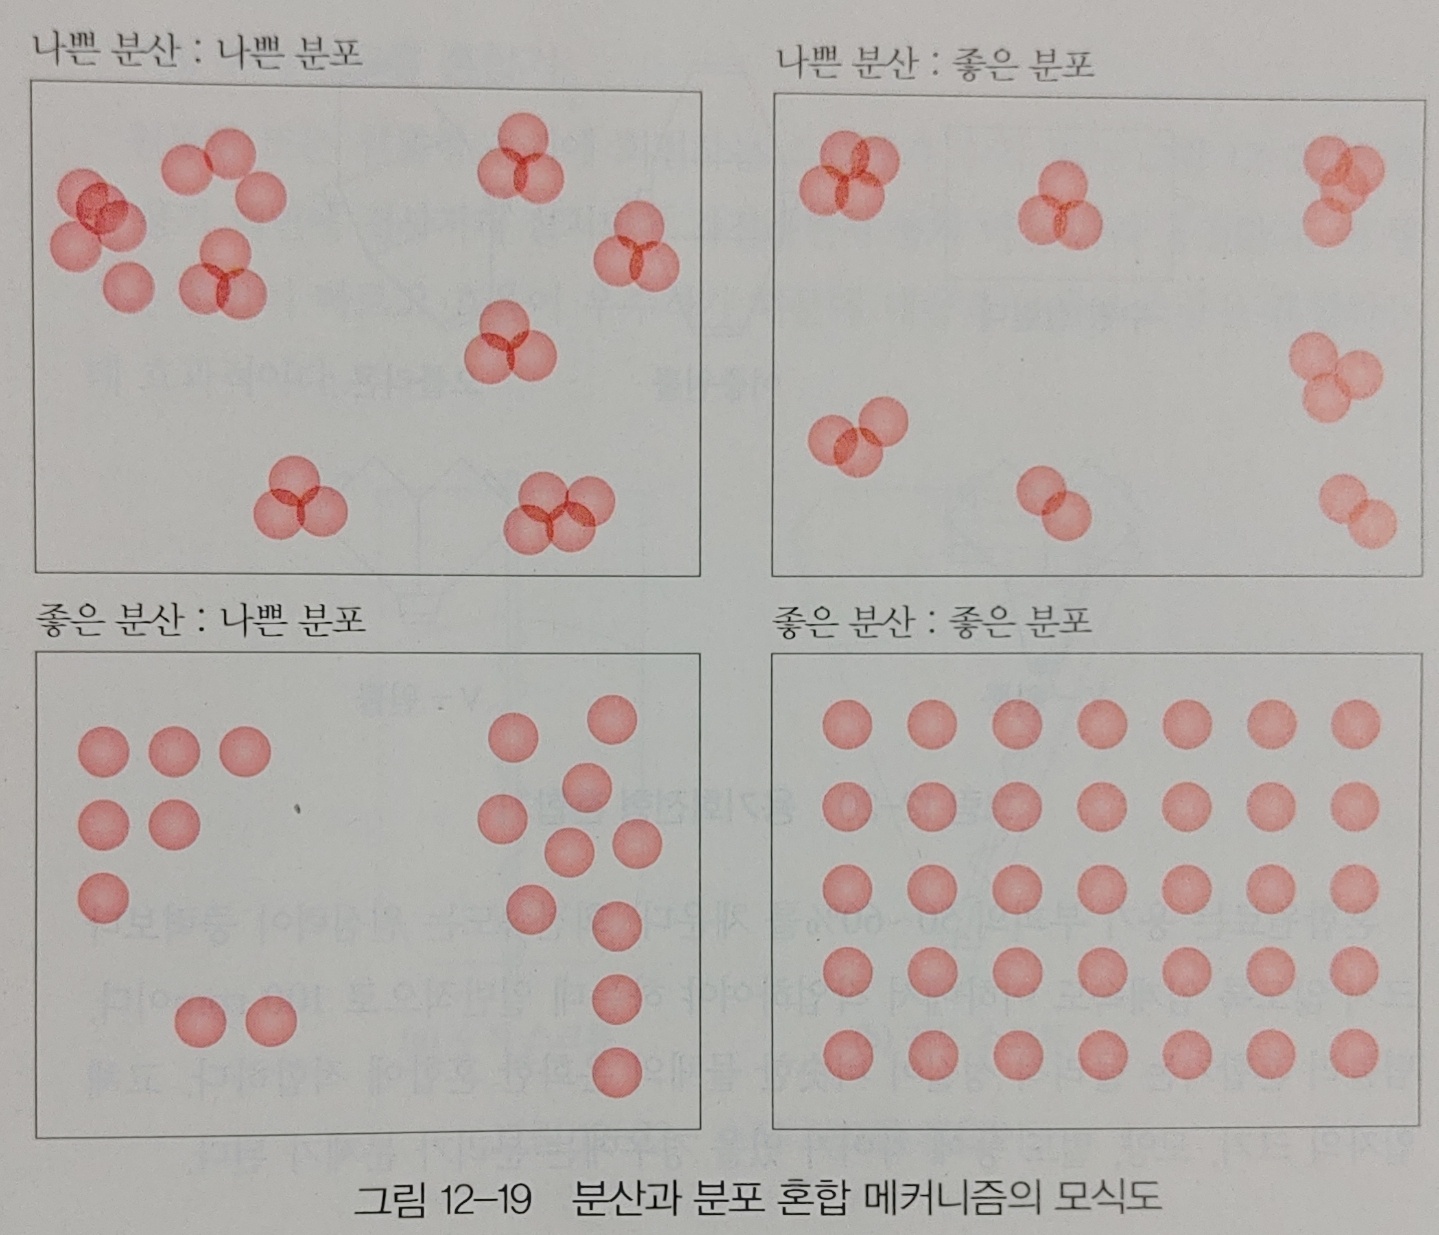 나쁜 분산 : 나쁜 분포
나쁜 분산 : 좋은 분포
좋은 분산 : 나쁜 분포
좋은 분산 : 좋은 분포
그림 12-19 분산과 분포 혼합 메커니즘의 모식도